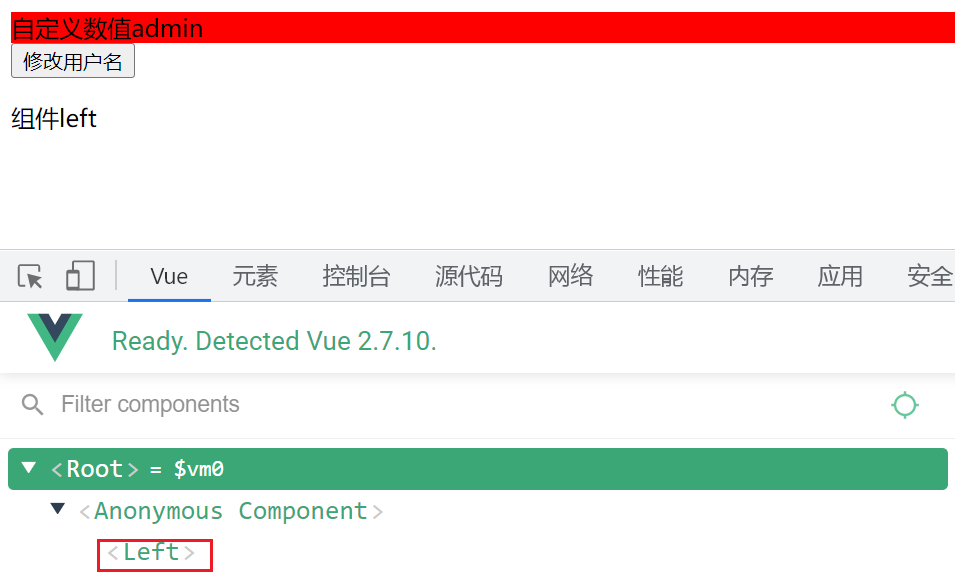 自定义数值admin
修改用户名
组件left
Vue 元素 控制台 源代码 网络 性能 内存 应用 安全
Ready. Detected Vue 2.7.10.
Filter components
<Root> = $vm0
<Anonymous Component>
<Left>